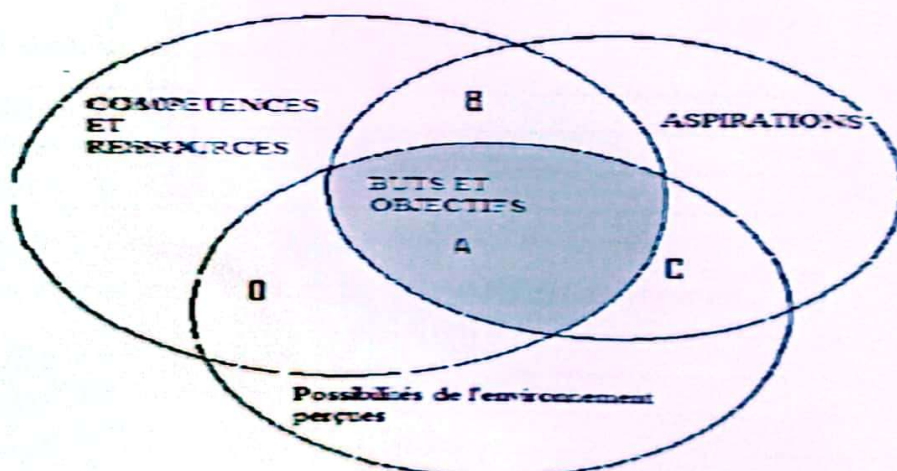 COMPETENCES
ET
RESSOURCES
B
ASPIRATIONS
BUTS ET
OBJECTIFS
A
C
D
Possibilités de l'environnement
perçues